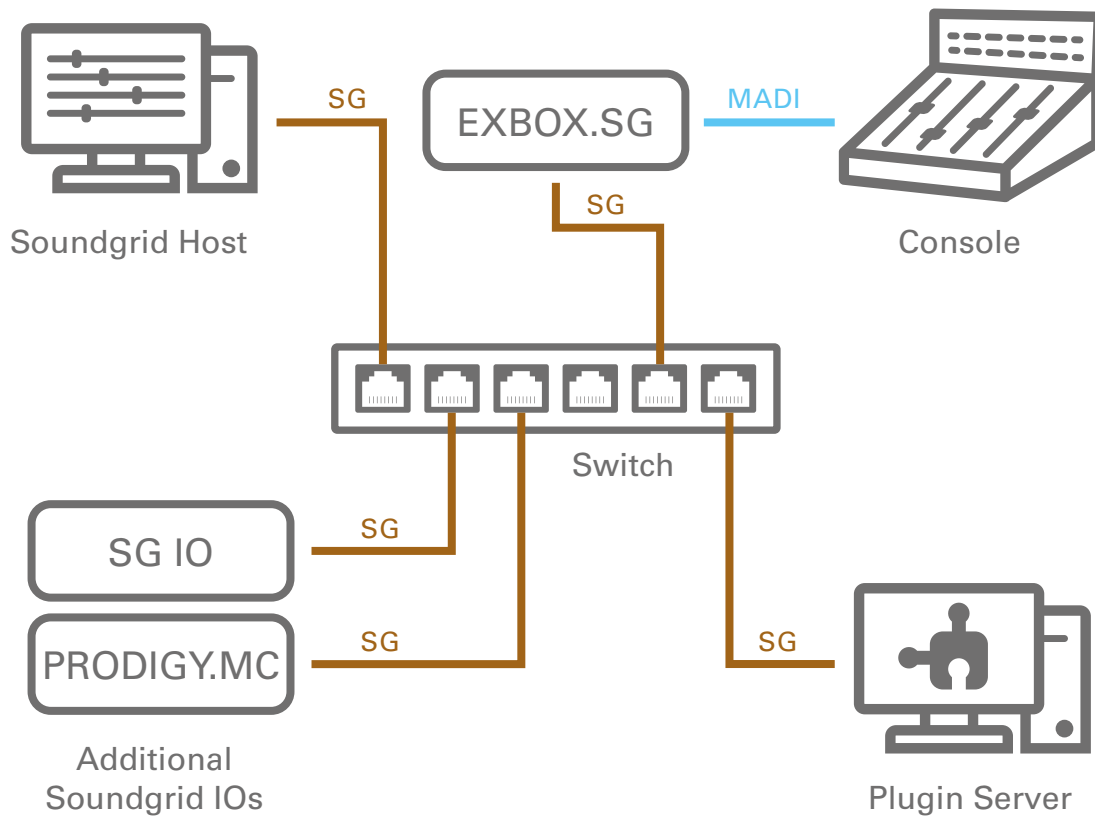 SG
EXBOX.SG
MADI
SG
Soundgrid Host
Console
Switch
SG IO
SG
PRODIGY.MC
SG
SG
Additional
Soundgrid IOs
Plugin Server